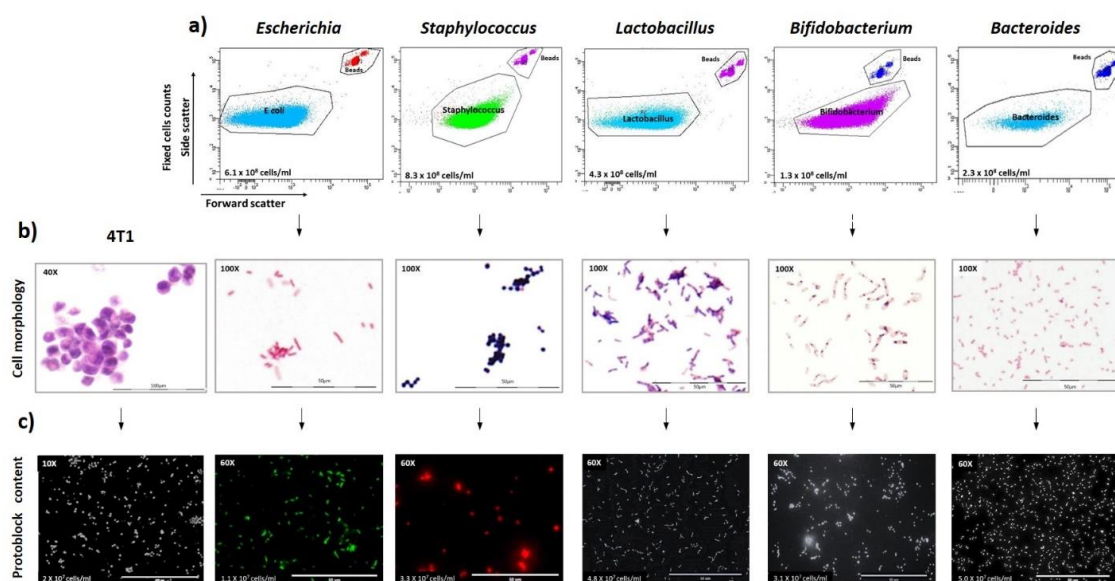 a)
Escherichia
Staphylococcus
Lactobacillus
Bifidobacterium
Bacteroides
Fixed cells counts
Side scatter
Forward scatter
Beads
E coli
6.1 x 10⁸ cells/ml
Beads
Staphylococcus
8.3 x 10⁸ cells/ml
Beads
Lactobacillus
4.3 x 10⁸ cells/ml
Beads
Bifidobacterium
1.3 x 10⁸ cells/ml
Beads
Bacteroides
2.3 x 10⁸ cells/ml
b)
4T1
Cell morphology
40X
100µm
100X
50µm
100X
50µm
100X
50µm
100X
50µm
100X
50µm
c)
Protoblock content
10X
2 X 10⁷ cells/ml
60X
1.1 X 10⁷ cells/ml
60X
3.3 X 10⁷ cells/ml
60X
4.8 X 10⁷ cells/ml
60X
3.1 X 10⁷ cells/ml
60X
5.0 X 10⁷ cells/ml